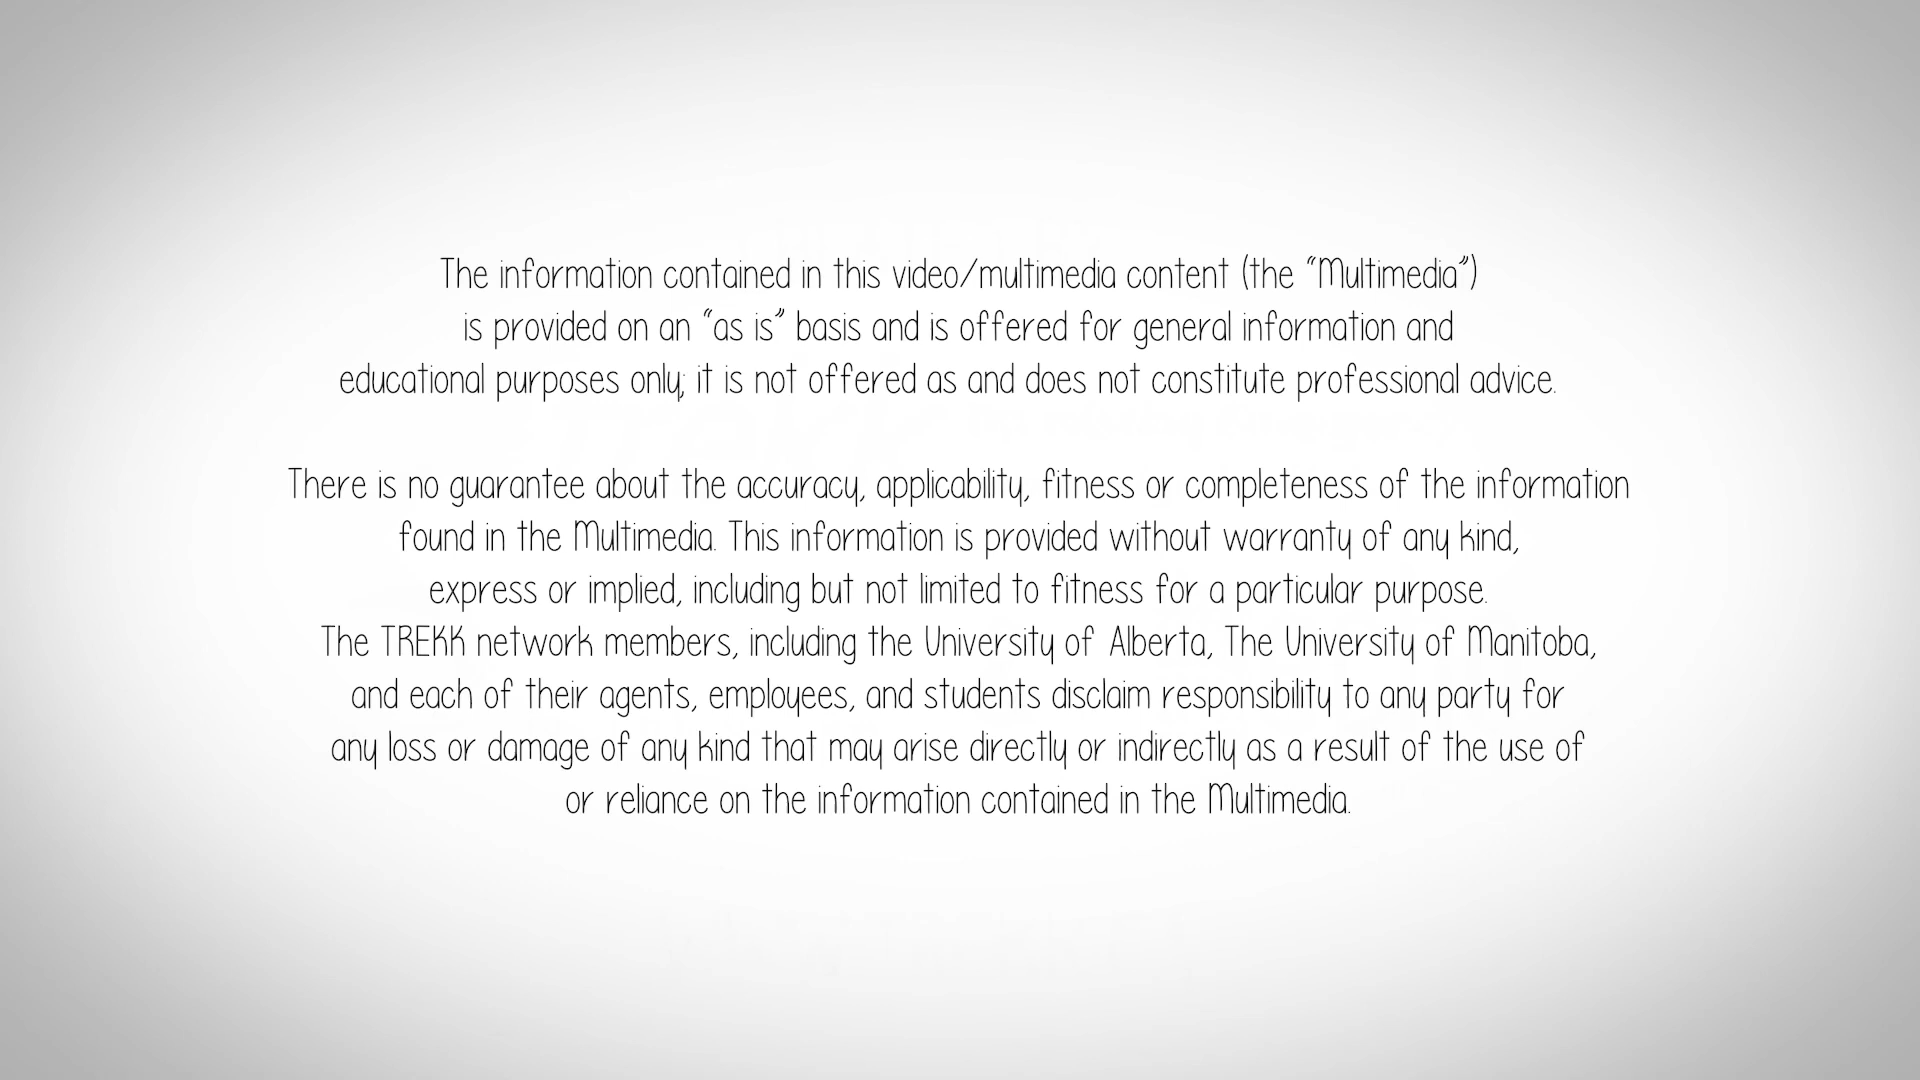 The information contained in this video/multimedia content (the “Multimedia”)
is provided on an “as is” basis and is offered for general information and
educational purposes only; it is not offered as and does not constitute professional advice.
There is no guarantee about the accuracy, applicability, fitness or completeness of the information
found in the Multimedia. This information is provided without warranty of any kind,
express or implied, including but not limited to fitness for a particular purpose.
The TREKK network members, including the University of Alberta, The University of Manitoba,
and each of their agents, employees, and students disclaim responsibility to any party for
any loss or damage of any kind that may arise directly or indirectly as a result of the use of
or reliance on the information contained in the Multimedia.